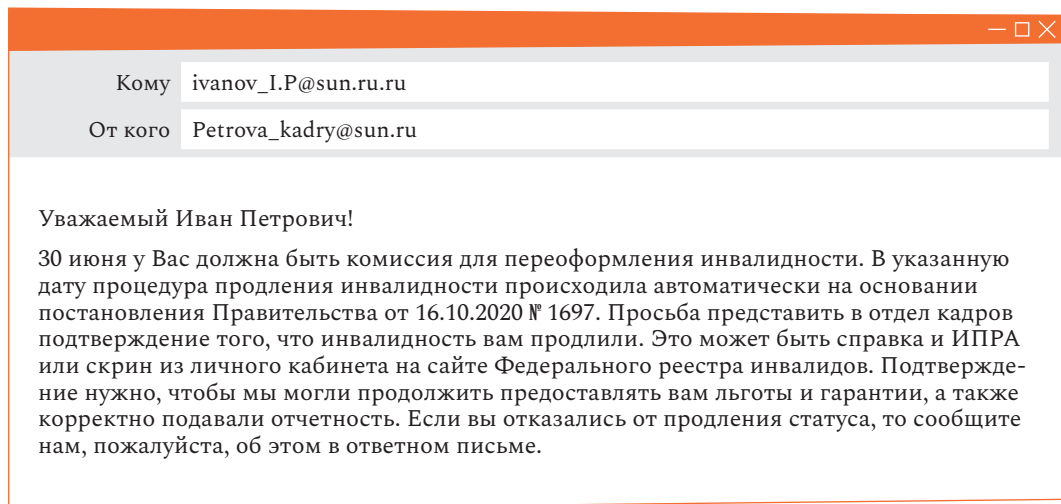 Кому ivanov_I.P@sun.ru.ru
От кого Petrova_kadry@sun.ru
Уважаемый Иван Петрович!
30 июня у Вас должна быть комиссия для переоформления инвалидности. В указанную
дату процедура продления инвалидности происходила автоматически на основании
постановления Правительства от 16.10.2020 № 1697. Просьба представить в отдел кадров
подтверждение того, что инвалидность вам продлили. Это может быть справка и ИПРА
или скрин из личного кабинета на сайте Федерального реестра инвалидов. Подтвержде-
ние нужно, чтобы мы могли продолжить предоставлять вам льготы и гарантии, а также
корректно подавали отчетность. Если вы отказались от продления статуса, то сообщите
нам, пожалуйста, об этом в ответном письме.